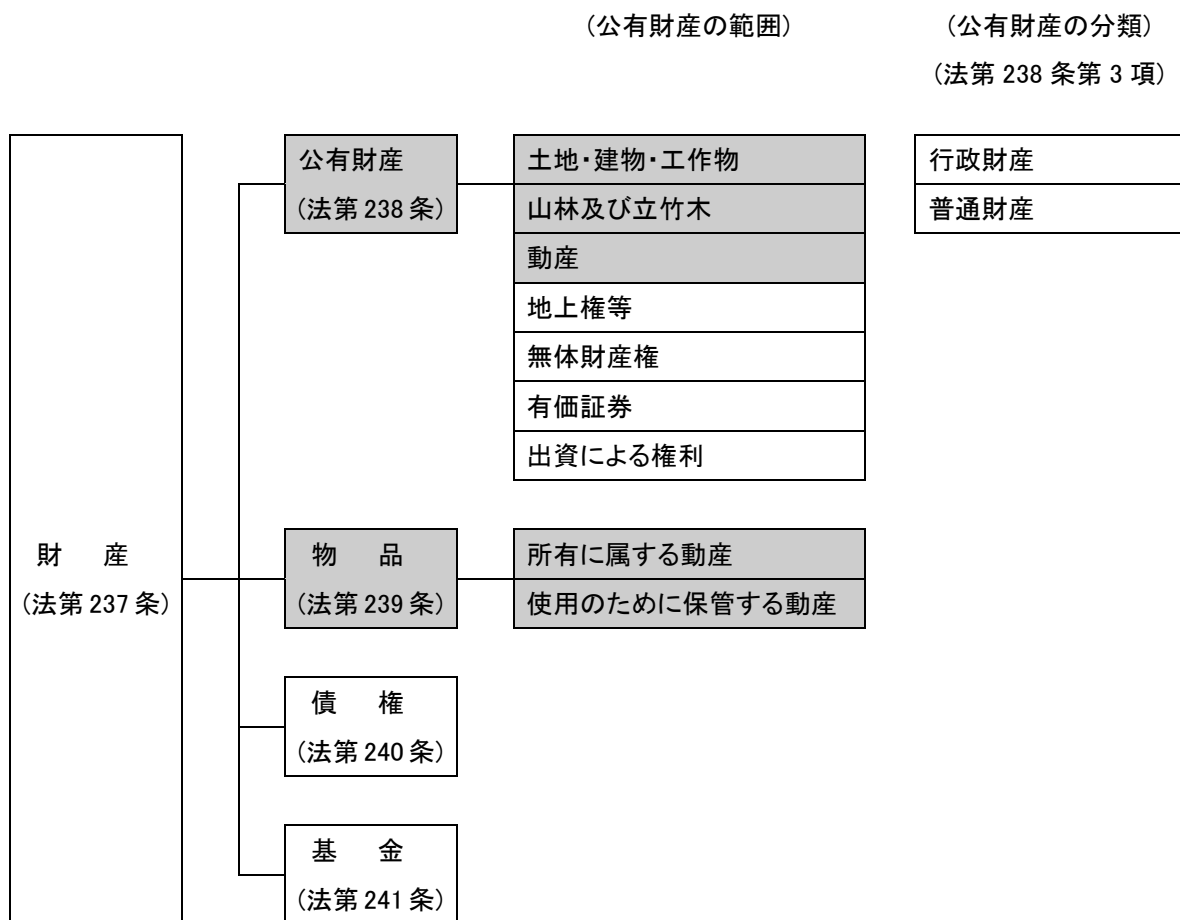 (公有財産の範囲)
(公有財産の分類)
(法第 238 条第 3 項)
公有財産
(法第 238 条)
土地・建物・工作物
山林及び立竹木
動産
地上権等
無体財産権
有価証券
出資による権利
行政財産
普通財産
財 産
(法第 237 条)
物 品
(法第 239 条)
所有に属する動産
使用のために保管する動産
債 権
(法第 240 条)
基 金
(法第 241 条)